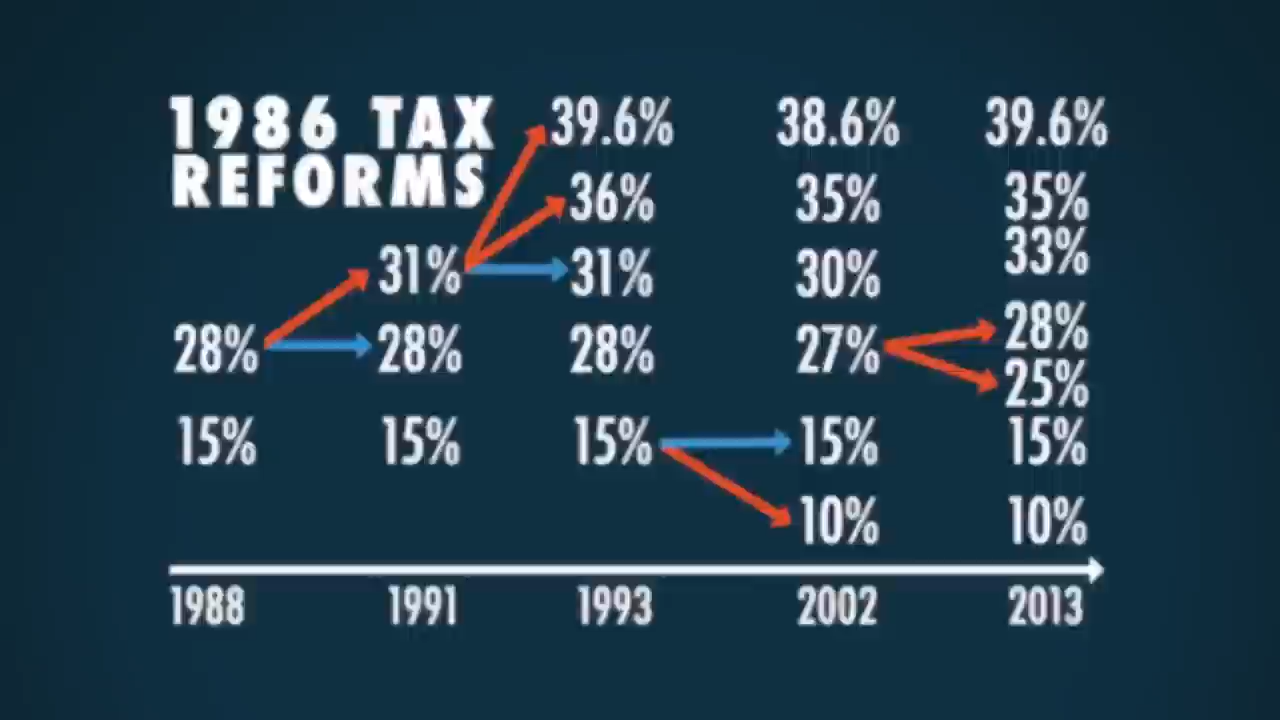 1986 TAX
REFORMS
39.6% 38.6% 39.6%
36% 35% 35%
33%
31% 31% 30%
28% 28% 28% 27% 28%
25%
15% 15% 15% 15% 15%
10% 10%
1988 1991 1993 2002 2013